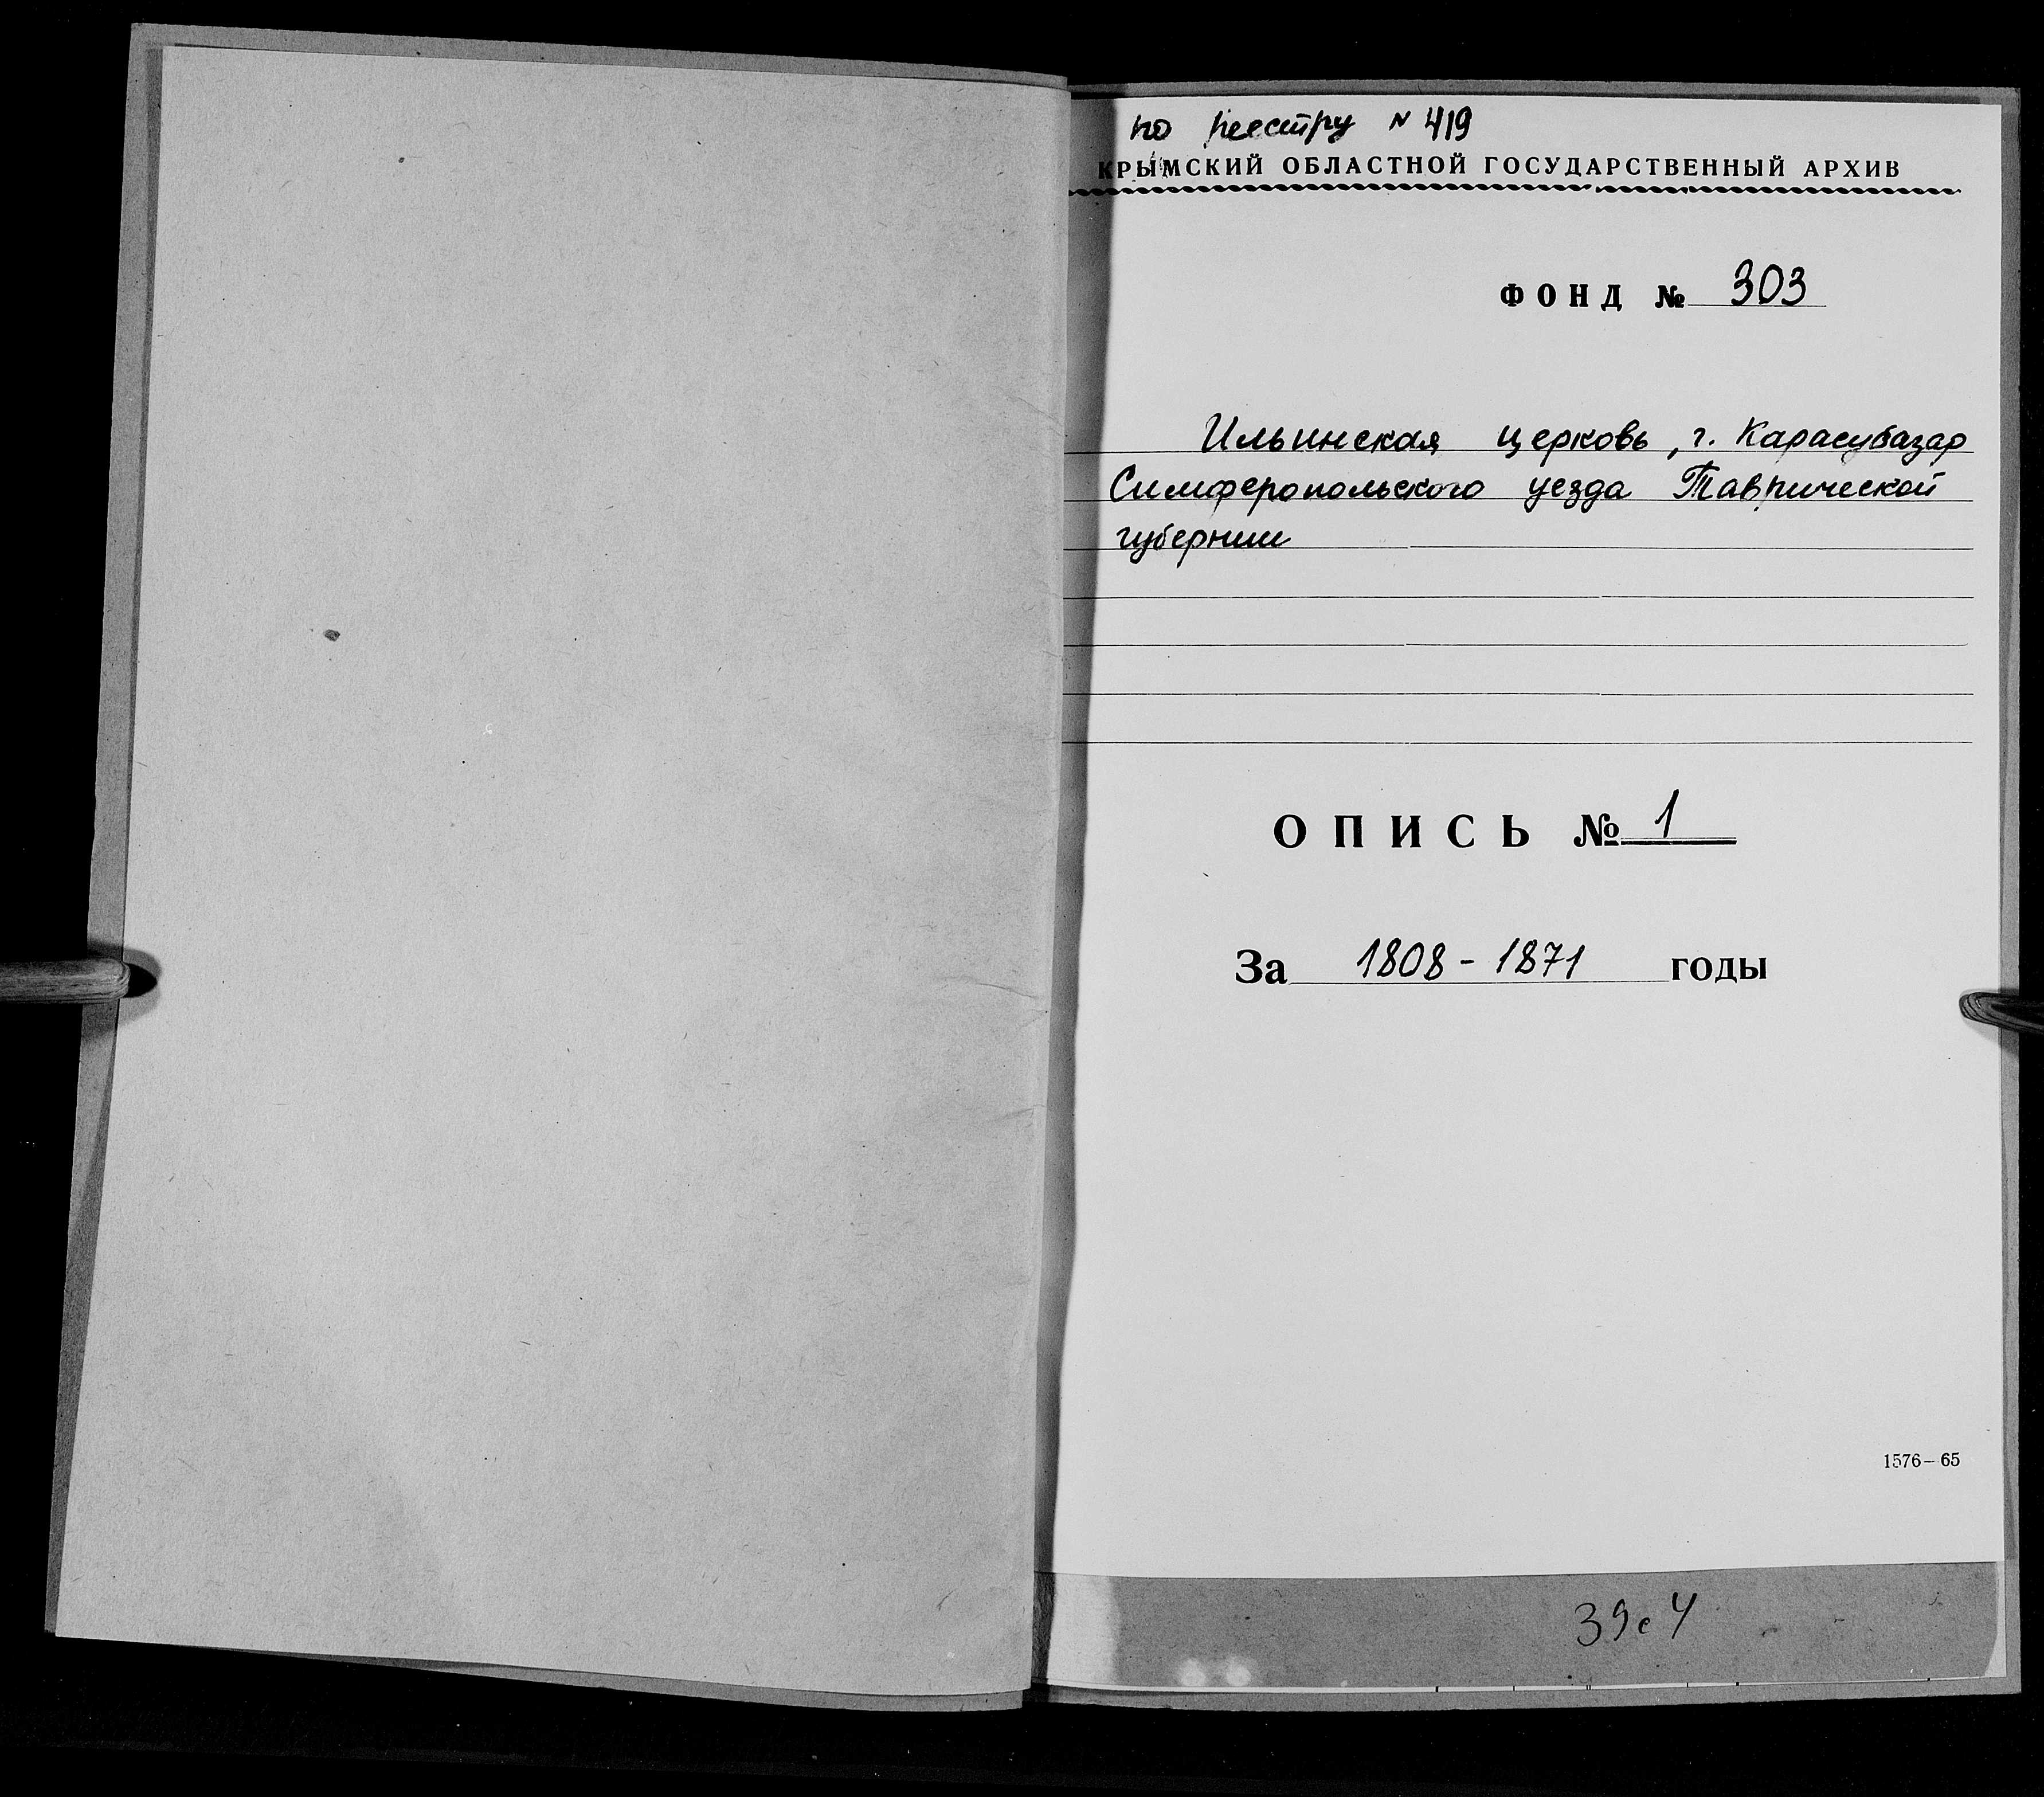 по реестру № 419
КРЫМСКИЙ ОБЛАСТНОЙ ГОСУДАРСТВЕННЫЙ АРХИВ
ФОНД № 303
Ильинская церковь, г. Карасубазар
Симферопольского уезда Таврической
губернии
ОПИСЬ № 1
За 1808 - 1871 годы
1576—65
39с4